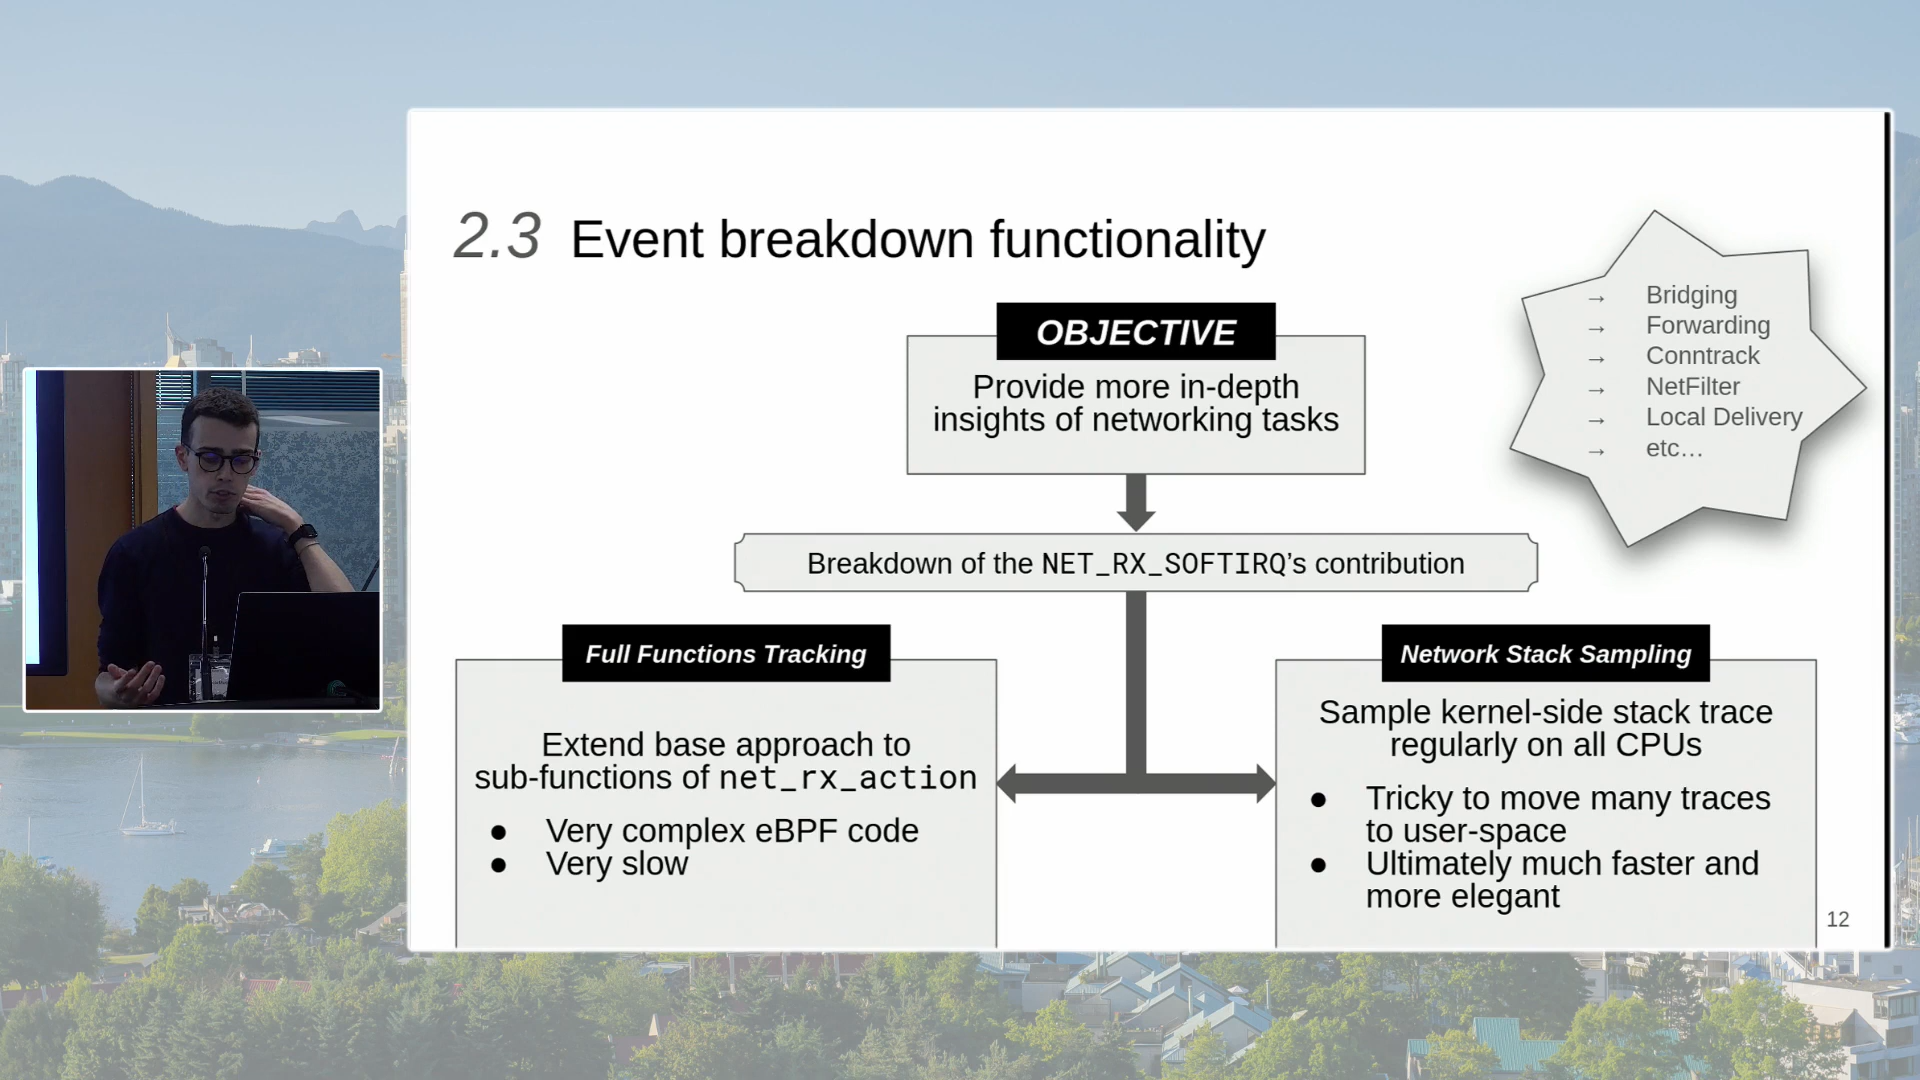 2.3 Event breakdown functionality
OBJECTIVE
Provide more in-depth
insights of networking tasks
→ Bridging
→ Forwarding
→ Conntrack
→ NetFilter
→ Local Delivery
→ etc…
Breakdown of the NET_RX_SOFTIRQ’s contribution
Full Functions Tracking
Extend base approach to
sub-functions of net_rx_action
● Very complex eBPF code
● Very slow
Network Stack Sampling
Sample kernel-side stack trace
regularly on all CPUs
● Tricky to move many traces
to user-space
● Ultimately much faster and
more elegant
12